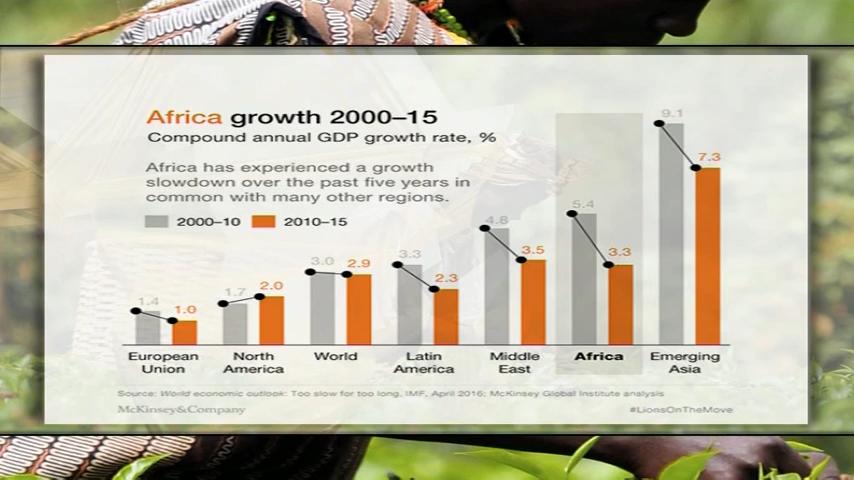 Africa growth 2000–15
Compound annual GDP growth rate, %
Africa has experienced a growth
slowdown over the past five years in
common with many other regions.
2000–10 2010–15
1.4 1.0 1.7 2.0 3.0 2.9 3.3 2.3 4.8 3.5 5.4 3.3 9.1 7.3
European Union
North America
World
Latin America
Middle East
Africa
Emerging Asia
Source: World economic outlook: Too slow for too long, IMF, April 2016; McKinsey Global Institute analysis
McKinsey&Company #LionsOnTheMove